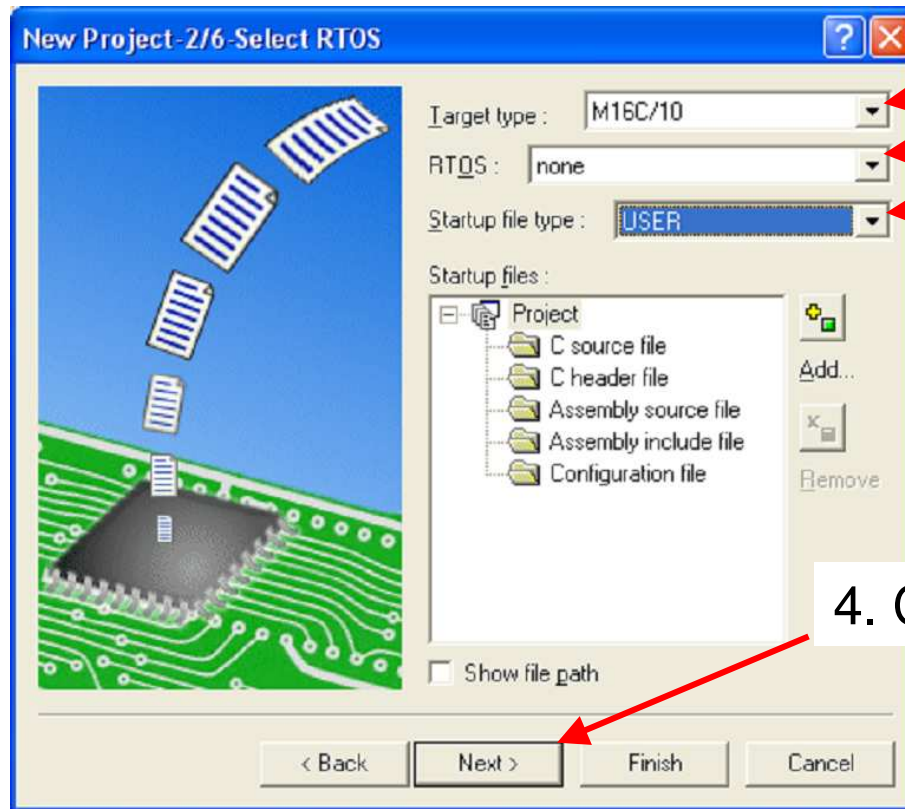 New Project-2/6-Select RTOS
Target type : M16C/10
RTOS : none
Startup file type : USER
Startup files :
Project
C source file
C header file
Assembly source file
Assembly include file
Configuration file
Add...
Remove
4.
Show file path
< Back Next > Finish Cancel